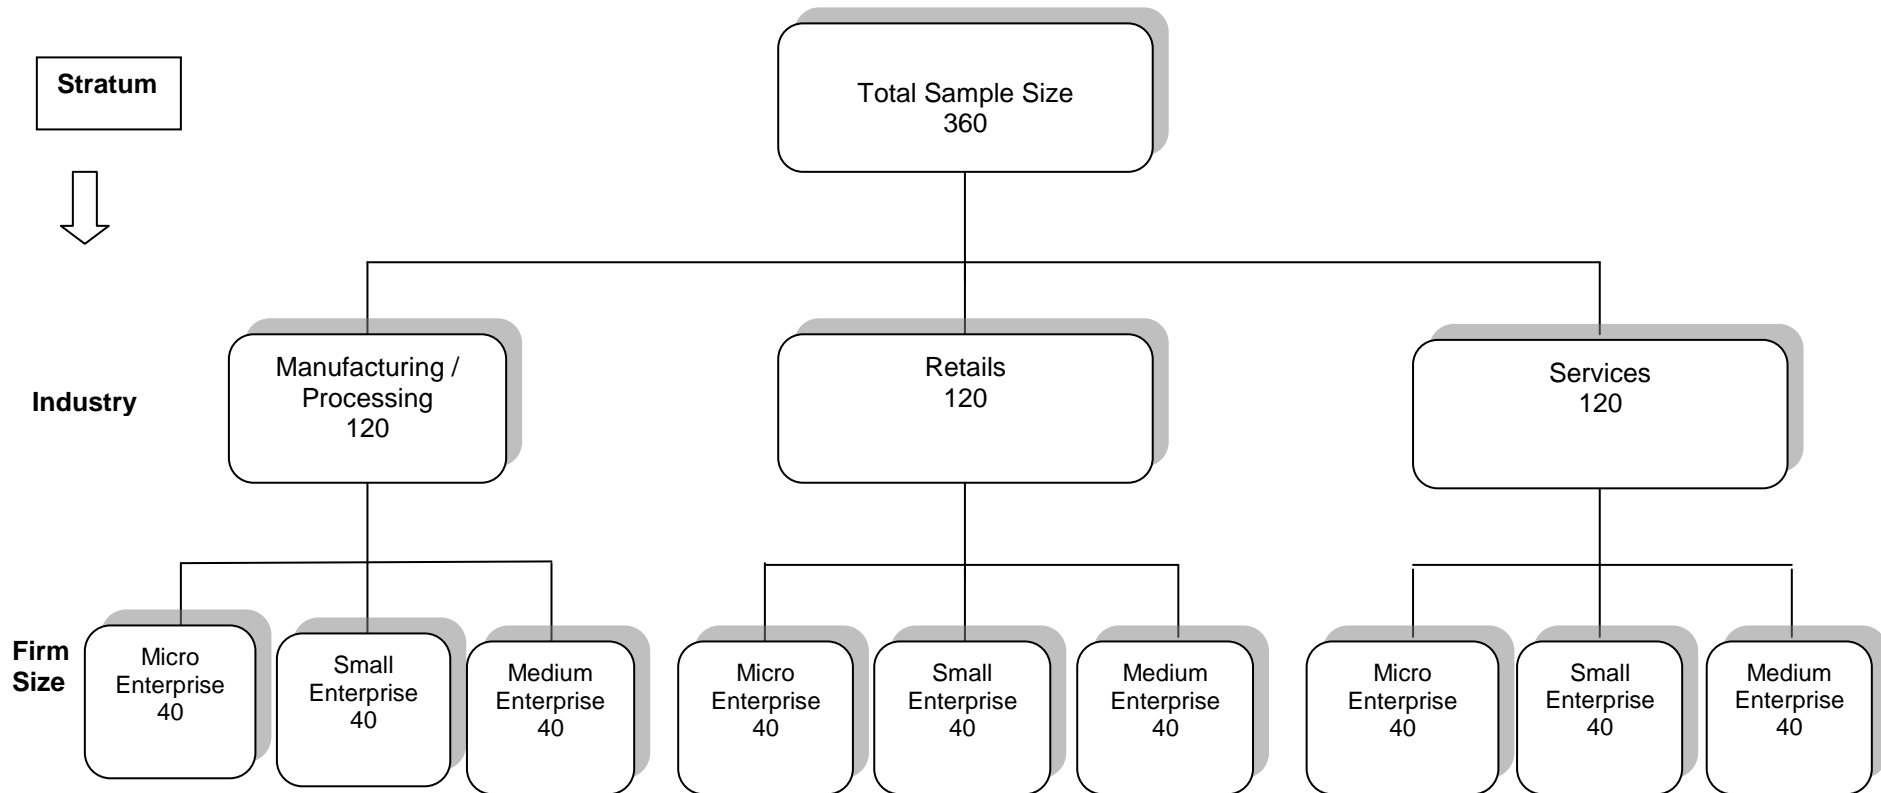 Stratum
Total Sample Size
360
Industry
Manufacturing /
Processing
120
Retails
120
Services
120
Firm
Size
Micro
Enterprise
40
Small
Enterprise
40
Medium
Enterprise
40
Micro
Enterprise
40
Small
Enterprise
40
Medium
Enterprise
40
Micro
Enterprise
40
Small
Enterprise
40
Medium
Enterprise
40